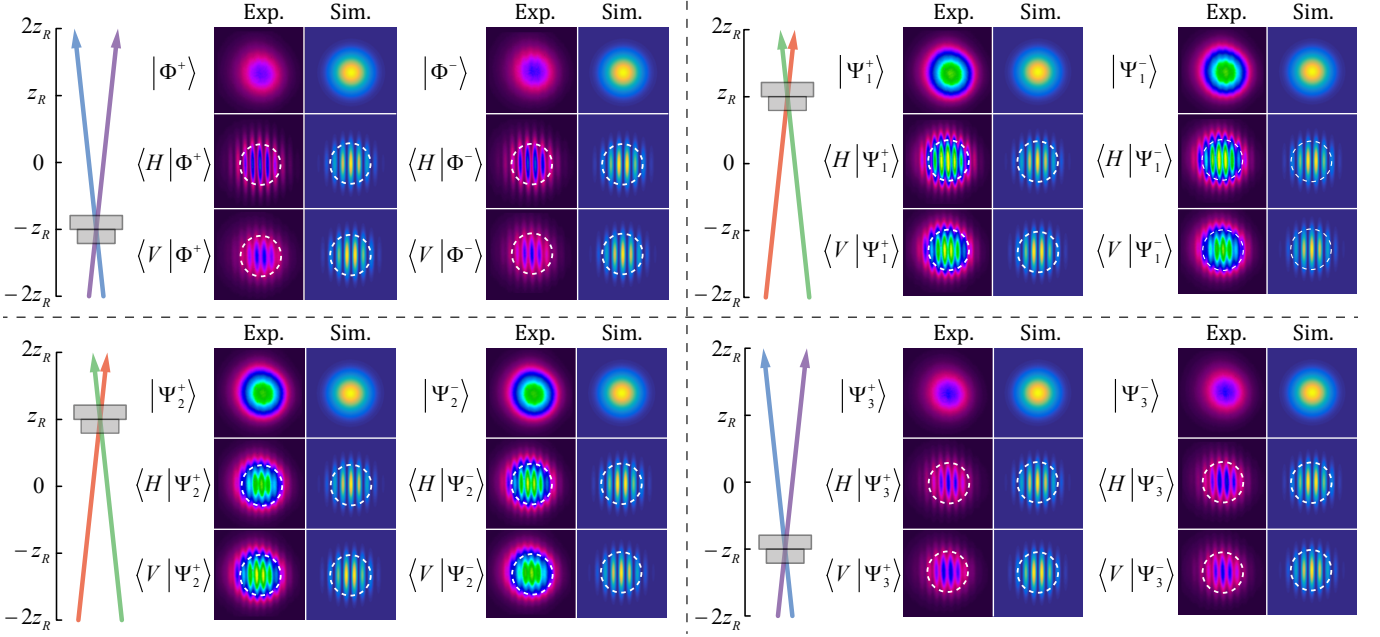 Exp. Sim. Exp. Sim.
2z_R
z_R
0
−z_R
−2z_R
|Φ⁺⟩ |Φ⁻⟩
⟨H|Φ⁺⟩ ⟨H|Φ⁻⟩
⟨V|Φ⁺⟩ ⟨V|Φ⁻⟩
Exp. Sim. Exp. Sim.
2z_R
z_R
0
−z_R
−2z_R
|Ψ₁⁺⟩ |Ψ₁⁻⟩
⟨H|Ψ₁⁺⟩ ⟨H|Ψ₁⁻⟩
⟨V|Ψ₁⁺⟩ ⟨V|Ψ₁⁻⟩
Exp. Sim. Exp. Sim.
2z_R
z_R
0
−z_R
−2z_R
|Ψ₂⁺⟩ |Ψ₂⁻⟩
⟨H|Ψ₂⁺⟩ ⟨H|Ψ₂⁻⟩
⟨V|Ψ₂⁺⟩ ⟨V|Ψ₂⁻⟩
Exp. Sim. Exp. Sim.
2z_R
z_R
0
−z_R
−2z_R
|Ψ₃⁺⟩ |Ψ₃⁻⟩
⟨H|Ψ₃⁺⟩ ⟨H|Ψ₃⁻⟩
⟨V|Ψ₃⁺⟩ ⟨V|Ψ₃⁻⟩